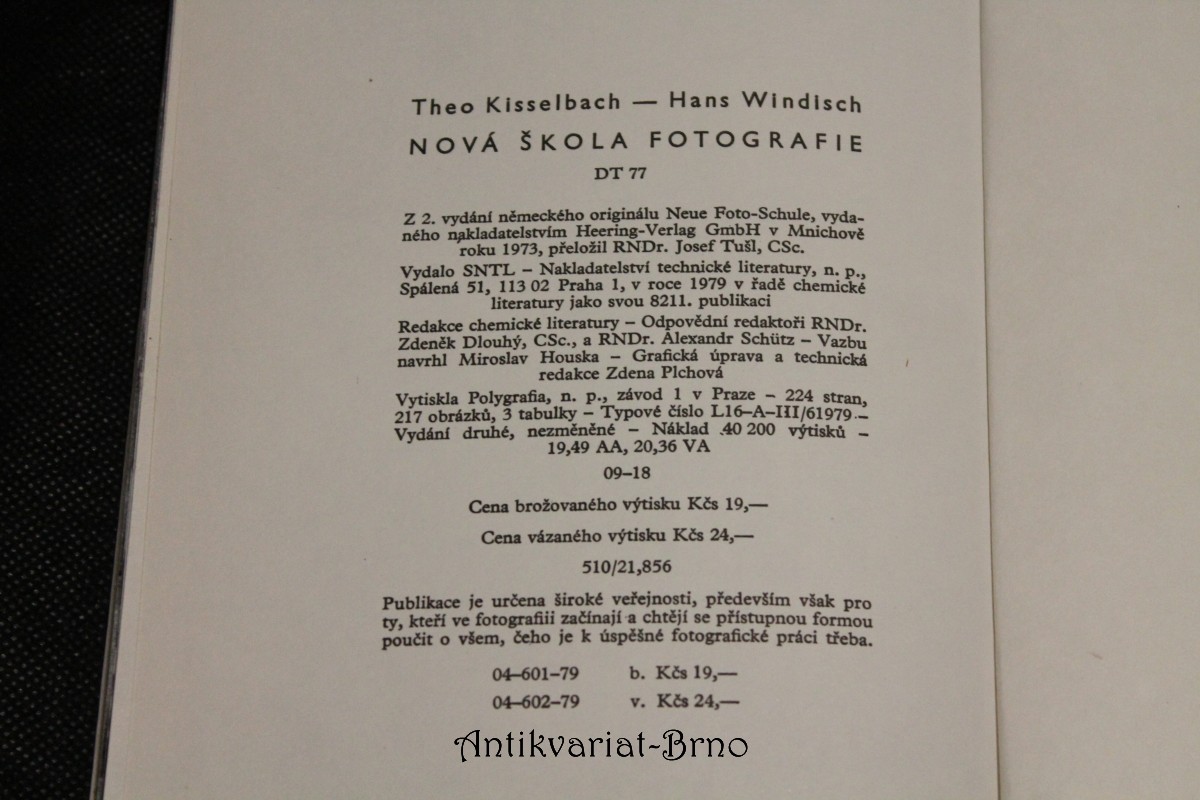 Theo Kisselbach — Hans Windisch
NOVÁ ŠKOLA FOTOGRAFIE
DT 77
Z 2. vydání německého originálu Neue Foto-Schule, vyda-
ného nakladatelstvím Heering-Verlag GmbH v Mnichově
roku 1973, přeložil RNDr. Josef Tušl, CSc.
Vydalo SNTL – Nakladatelství technické literatury, n. p.,
Spálená 51, 113 02 Praha 1, v roce 1979 v řadě chemické
literatury jako svou 8211. publikaci
Redakce chemické literatury – Odpovědní redaktoři RNDr.
Zdeněk Dlouhý, CSc., a RNDr. Alexandr Schütz – Vazbu
navrhl Miroslav Houska – Grafická úprava a technická
redakce Zdena Plchová
Vytiskla Polygrafia, n. p., závod 1 v Praze – 224 stran,
217 obrázků, 3 tabulky – Typové číslo L16–A–III/61979 –
Vydání druhé, nezměněné – Náklad 40 200 výtisků –
19,49 AA, 20,36 VA
09–18
Cena brožovaného výtisku Kčs 19,—
Cena vázaného výtisku Kčs 24,—
510/21,856
Publikace je určena široké veřejnosti, především však pro
ty, kteří ve fotografiii začínají a chtějí se přístupnou formou
poučit o všem, čeho je k úspěšné fotografické práci třeba.
04–601–79 b. Kčs 19,—
04–602–79 v. Kčs 24,—
Antikvariat-Brno